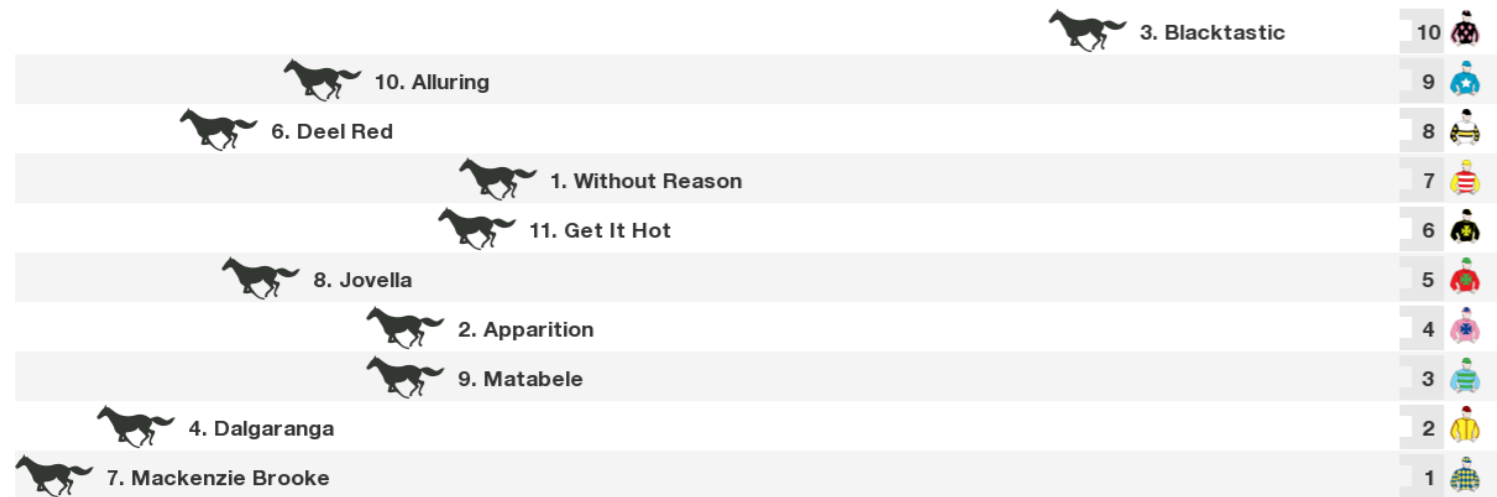 3. Blacktastic 10
10. Alluring 9
6. Deel Red 8
1. Without Reason 7
11. Get It Hot 6
8. Jovella 5
2. Apparition 4
9. Matabele 3
4. Dalgaranga 2
7. Mackenzie Brooke 1